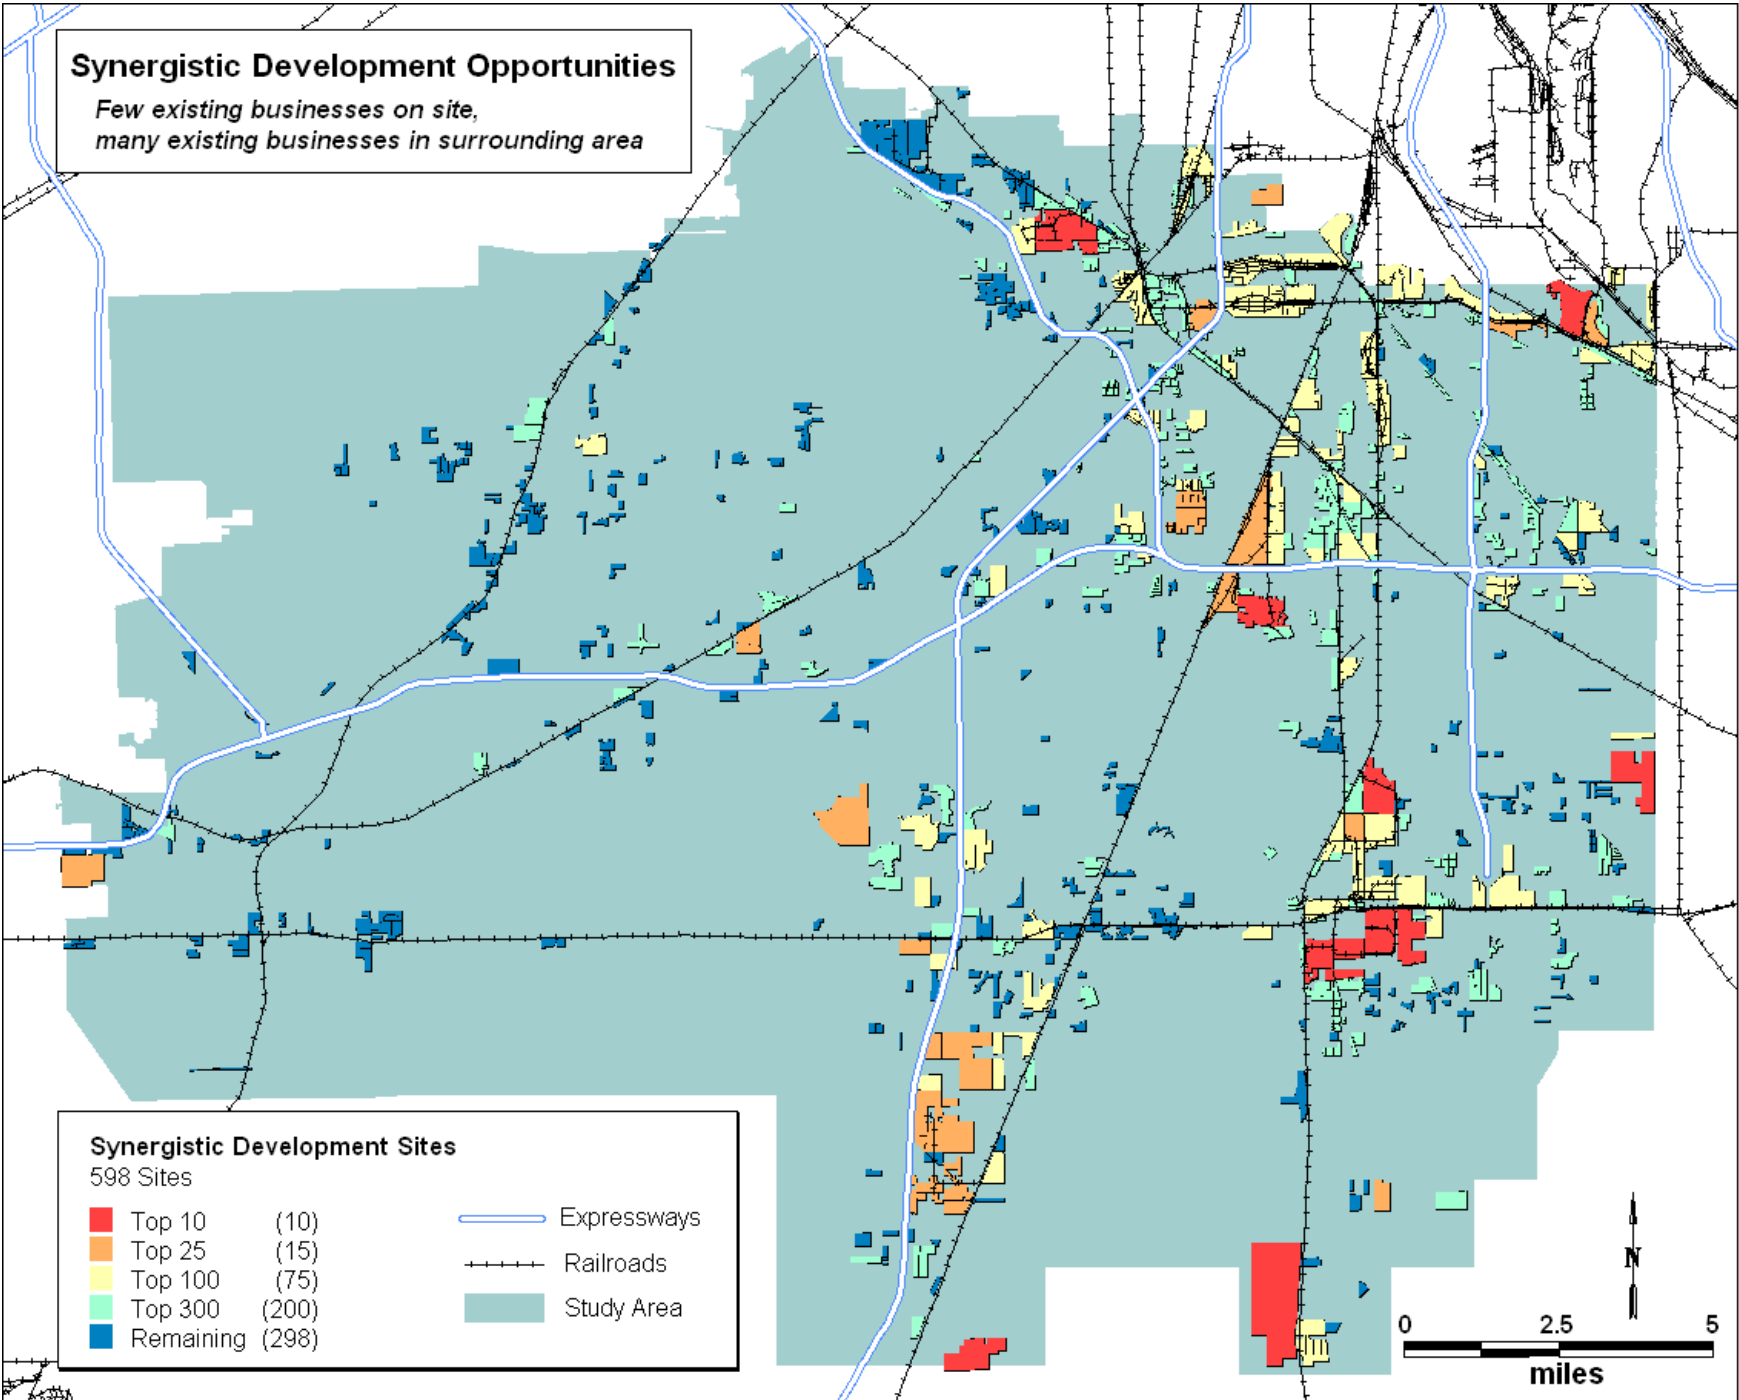 Synergistic Development Opportunities
Few existing businesses on site,
many existing businesses in surrounding area
Synergistic Development Sites
598 Sites
Top 10 (10)
Top 25 (15)
Top 100 (75)
Top 300 (200)
Remaining (298)
Expressways
Railroads
Study Area
N
0 2.5 5
miles